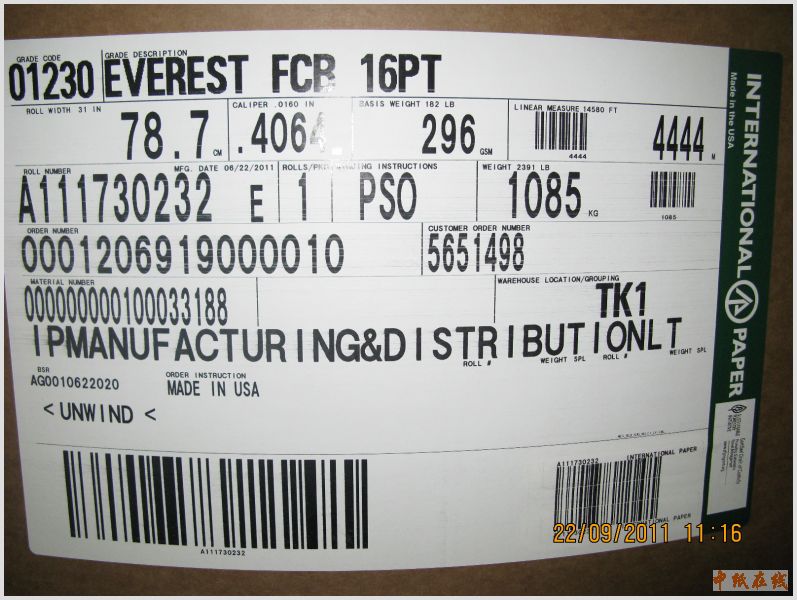 GRADE CODE GRADE DESCRIPTION
01230 EVEREST FCB 16PT
ROLL WIDTH 31 IN CALIPER .0160 IN BASIS WEIGHT 182 LB LINEAR MEASURE 14580 FT
78.7 CM .4064 296 GSM 4444 4444 M
ROLL NUMBER MFG. DATE 06/22/2011 ROLLS/PKG INSTRUCTIONS WEIGHT 2391 LB
A111730232 E 1 PSO 1085 KG 1085
ORDER NUMBER CUSTOMER ORDER NUMBER
0001206919000010 5651498
MATERIAL NUMBER WAREHOUSE LOCATION/GROUPING
000000000100033188 TK1
IPMANUFACTURING&DISTRIBUTIONLT
ROLL # WEIGHT SPL ROLL # WEIGHT SPL
BSR ORDER INSTRUCTION
AG0010622020 MADE IN USA
< UNWIND <
A111730232 INTERNATIONAL PAPER
A111730232 INTERNATIONAL PAPER
INTERNATIONAL PAPER
Made in the USA
22/09/2011 11:16
中纸在线